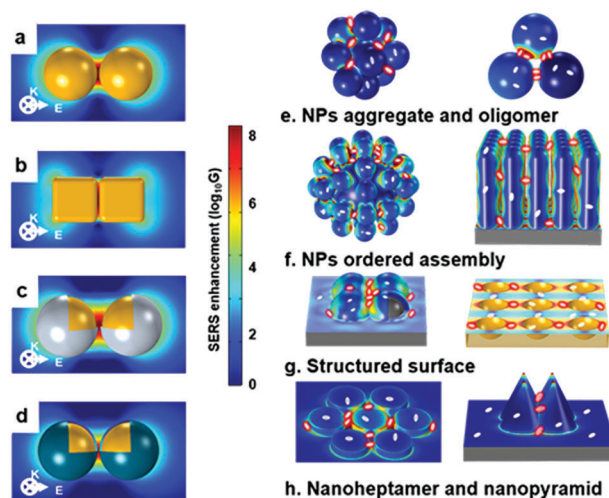 a
K
E
b
K
E
c
K
E
d
K
E
SERS enhancement (log10G)
8
6
4
2
0
e. NPs aggregate and oligomer
f. NPs ordered assembly
g. Structured surface
h. Nanoheptamer and nanopyramid